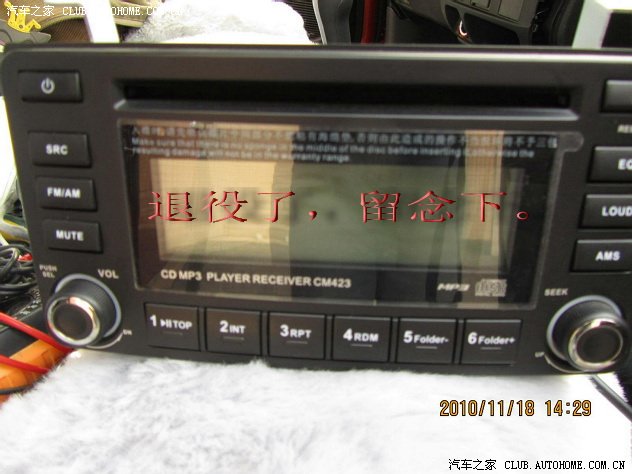 汽车之家 CLUB.AUTOHOME.COM.CN
Make sure that there is no sponge in the middle of the disc before inserting it,otherwise the
resulting damage will not be in the warranty range.
SRC
FM/AM
MUTE
LOUD
AMS
退役了，留念下。
PUSH
SEL
VOL
CD MP3 PLAYER RECEIVER CM423
MP3
SEEK
1 TOP
2 INT
3 RPT
4 RDM
5 Folder-
6 Folder+
2010/11/18 14:29
汽车之家 CLUB.AUTOHOME.COM.CN